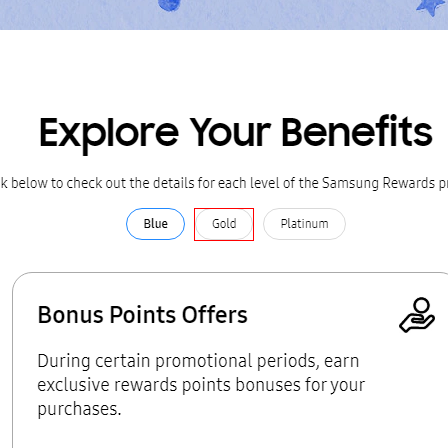 Explore Your Benefits
k below to check out the details for each level of the Samsung Rewards
Blue
Gold
Platinum
Bonus Points Offers
During certain promotional periods, earn
exclusive rewards points bonuses for your
purchases.